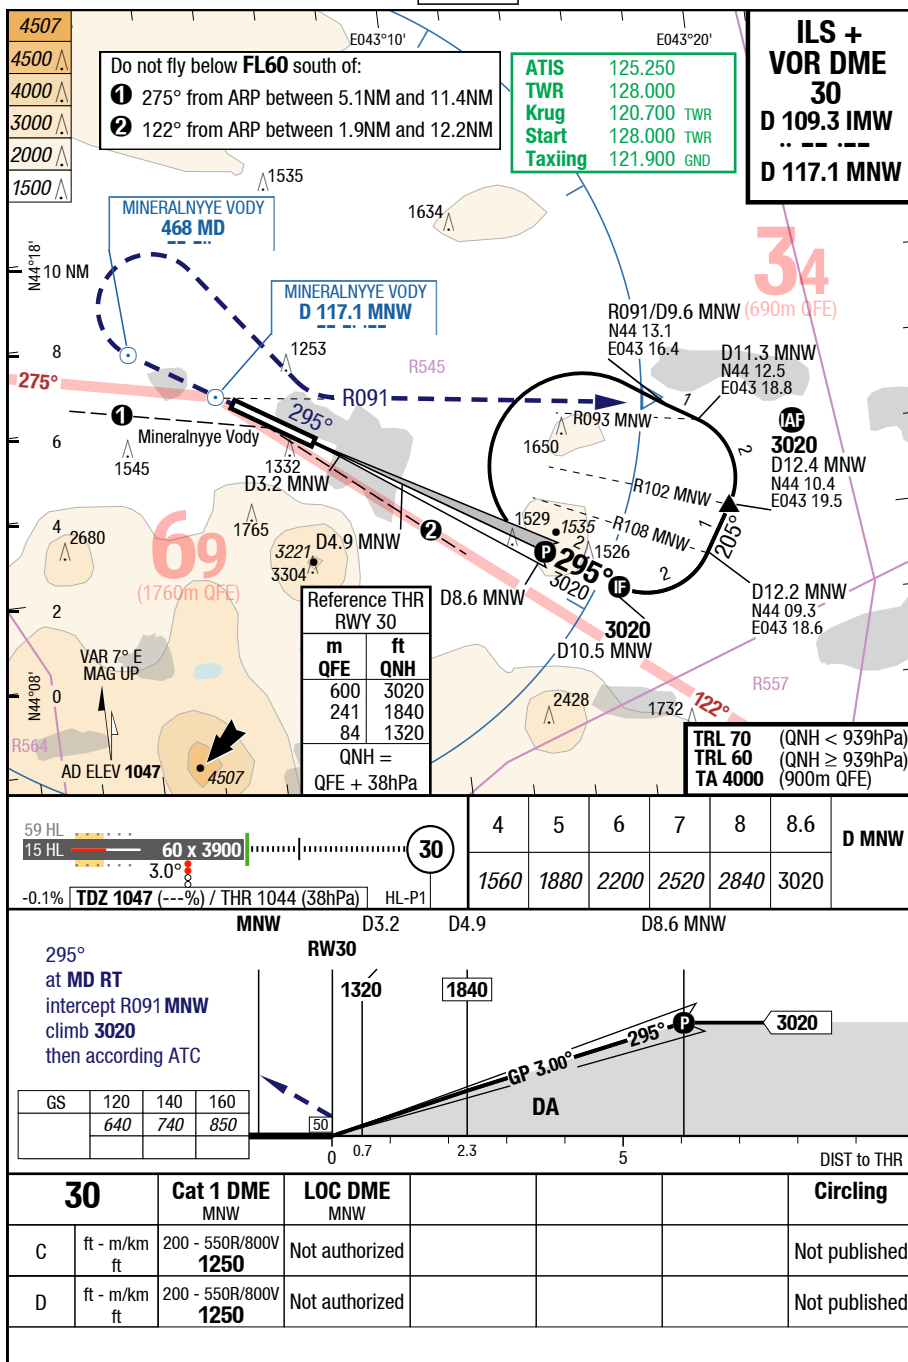 4507
4500
4000
3000
2000
1500
E043°10'
E043°20'
Do not fly below FL60 south of:
1 275° from ARP between 5.1NM and 11.4NM
2 122° from ARP between 1.9NM and 12.2NM
ATIS 125.250
TWR 128.000
Krug 120.700 TWR
Start 128.000 TWR
Taxiing 121.900 GND
ILS +
VOR DME
30
D 109.3 IMW
D 117.1 MNW
1535
1634
MINERALNYYE VODY
468 MD
N44°18'
10 NM
34
(690m QFE)
MINERALNYYE VODY
D 117.1 MNW
R091/D9.6 MNW
N44 13.1
E043 16.4
8
1253
R545
D11.3 MNW
N44 12.5
E043 18.8
275°
R091
1
295°
R093 MNW
IAF
3020
D12.4 MNW
N44 10.4
E043 19.5
1
Mineralnyye Vody
6
1545
1332
D3.2 MNW
1650
2
R102 MNW
4
2680
69
(1760m QFE)
1765
D4.9 MNW
3221
3304
2
1529
1535
2
1526
R108 MNW
1
205°
P
295°
3020
IF
2
D8.6 MNW
3020
D10.5 MNW
D12.2 MNW
N44 09.3
E043 18.6
2
Reference THR
RWY 30
m ft
QFE QNH
600 3020
241 1840
84 1320
QNH =
QFE + 38hPa
VAR 7° E
MAG UP
N44°08'
0
R557
2428
1732
122°
R564
AD ELEV 1047
4507
TRL 70 (QNH < 939hPa)
TRL 60 (QNH ≥ 939hPa)
TA 4000 (900m QFE)
59 HL
15 HL
60 x 3900
30
3.0°
-0.1% TDZ 1047 (---%) / THR 1044 (38hPa) HL-P1
4 5 6 7 8 8.6 D MNW
1560 1880 2200 2520 2840 3020
MNW D3.2 D4.9 D8.6 MNW
RW30
295°
at MD RT
intercept R091 MNW
climb 3020
then according ATC
1320
1840
GP 3.00°
295°
P
3020
DA
GS 120 140 160
640 740 850
50
0 0.7 2.3 5 DIST to THR
30 Cat 1 DME LOC DME Circling
MNW MNW
C ft - m/km 200 - 550R/800V Not authorized Not published
ft 1250
D ft - m/km 200 - 550R/800V Not authorized Not published
ft 1250